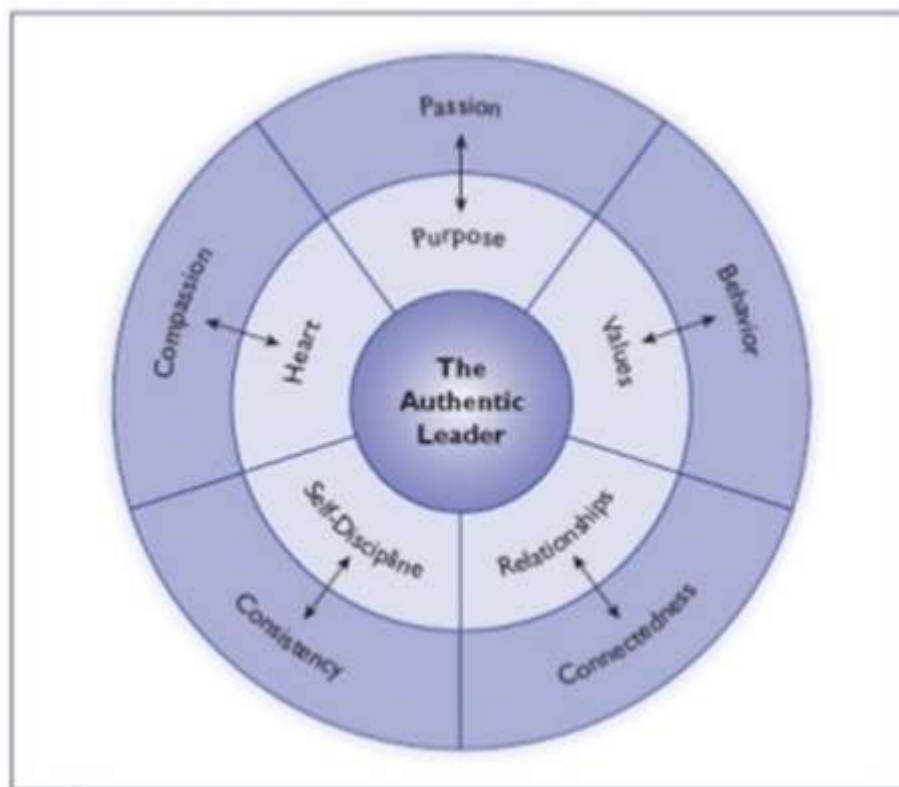 Passion
Purpose
Behavior
Values
Connectedness
Relationships
Consistency
Self-Discipline
Compassion
Heart
The
Authentic
Leader